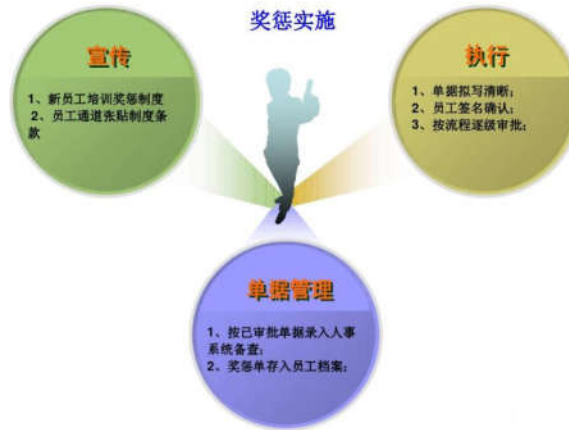 奖惩实施
宣传
1、新员工培训奖惩制度
2、员工通道张贴制度条
款
执行
1、单据拟写清晰;
2、员工签名确认;
3、按流程逐级审批;
单据管理
1、按已审批单据录入人事
系统备查;
2、奖惩单存入员工档案;